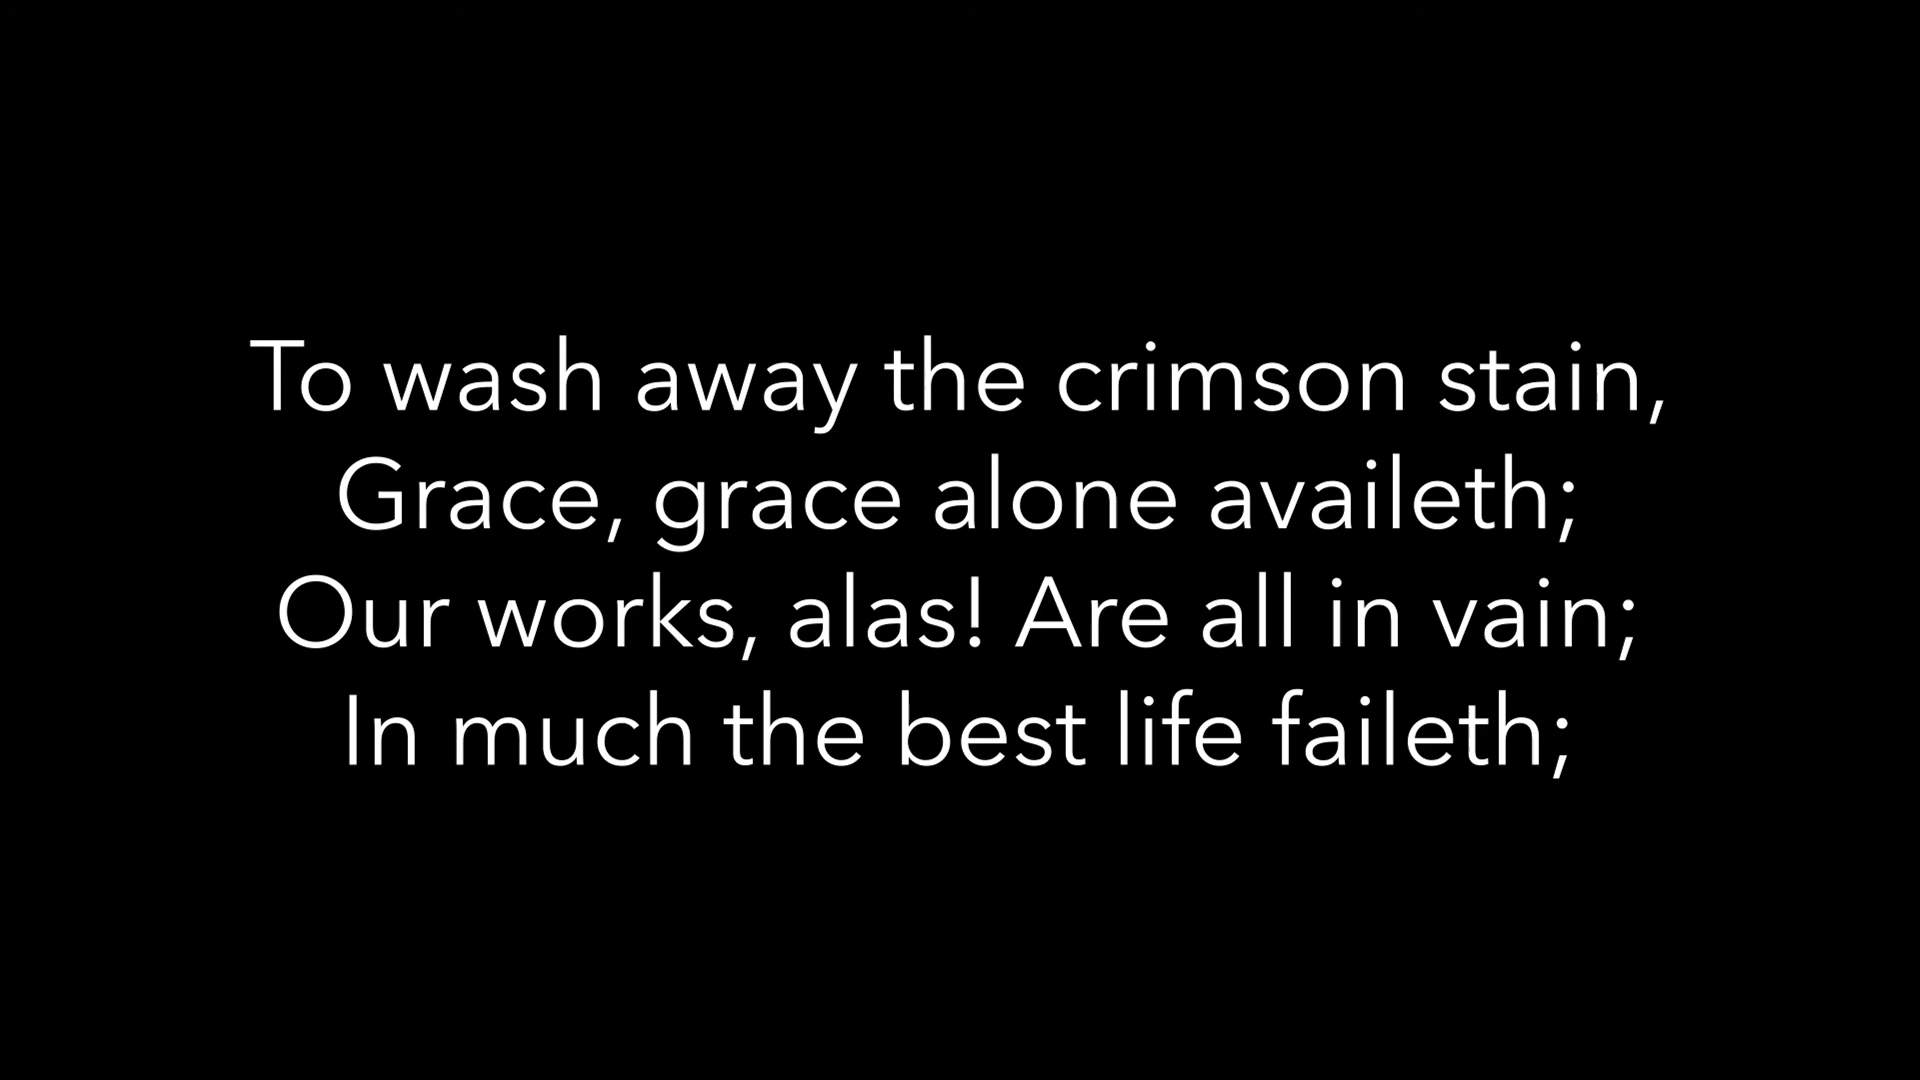 To wash away the crimson stain,
Grace, grace alone availeth;
Our works, alas! Are all in vain;
In much the best life faileth;